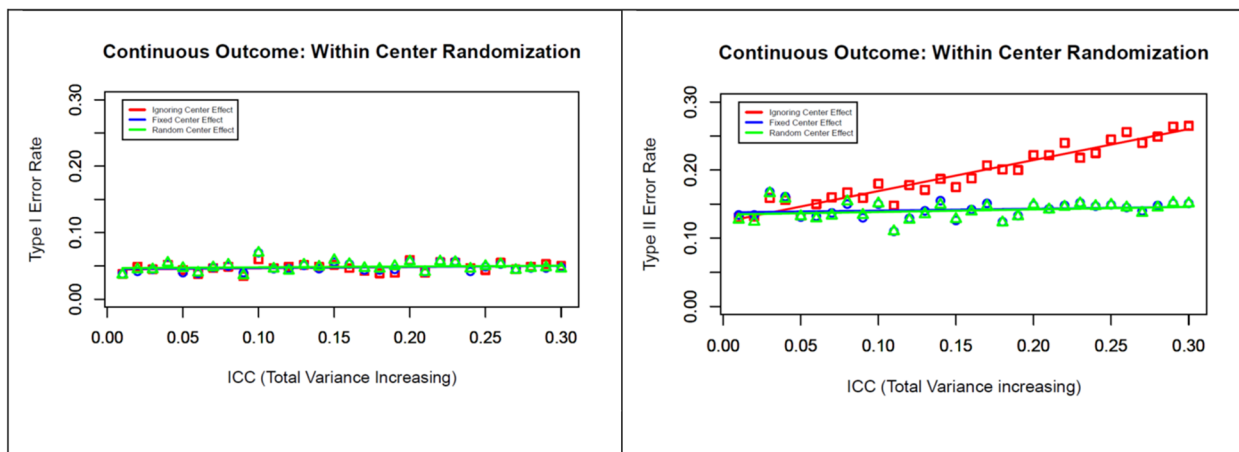 Continuous Outcome: Within Center Randomization
Type II Error Rate
0.30
0.20
0.10
0.00
Ignoring Center Effect
Fixed Center Effect
Random Center Effect
0.00 0.05 0.10 0.15 0.20 0.25 0.30
ICC (Total Variance Increasing)
Continuous Outcome: Within Center Randomization
Type II Error Rate
0.30
0.20
0.10
0.00
Ignoring Center Effect
Fixed Center Effect
Random Center Effect
0.00 0.05 0.10 0.15 0.20 0.25 0.30
ICC (Total Variance increasing)